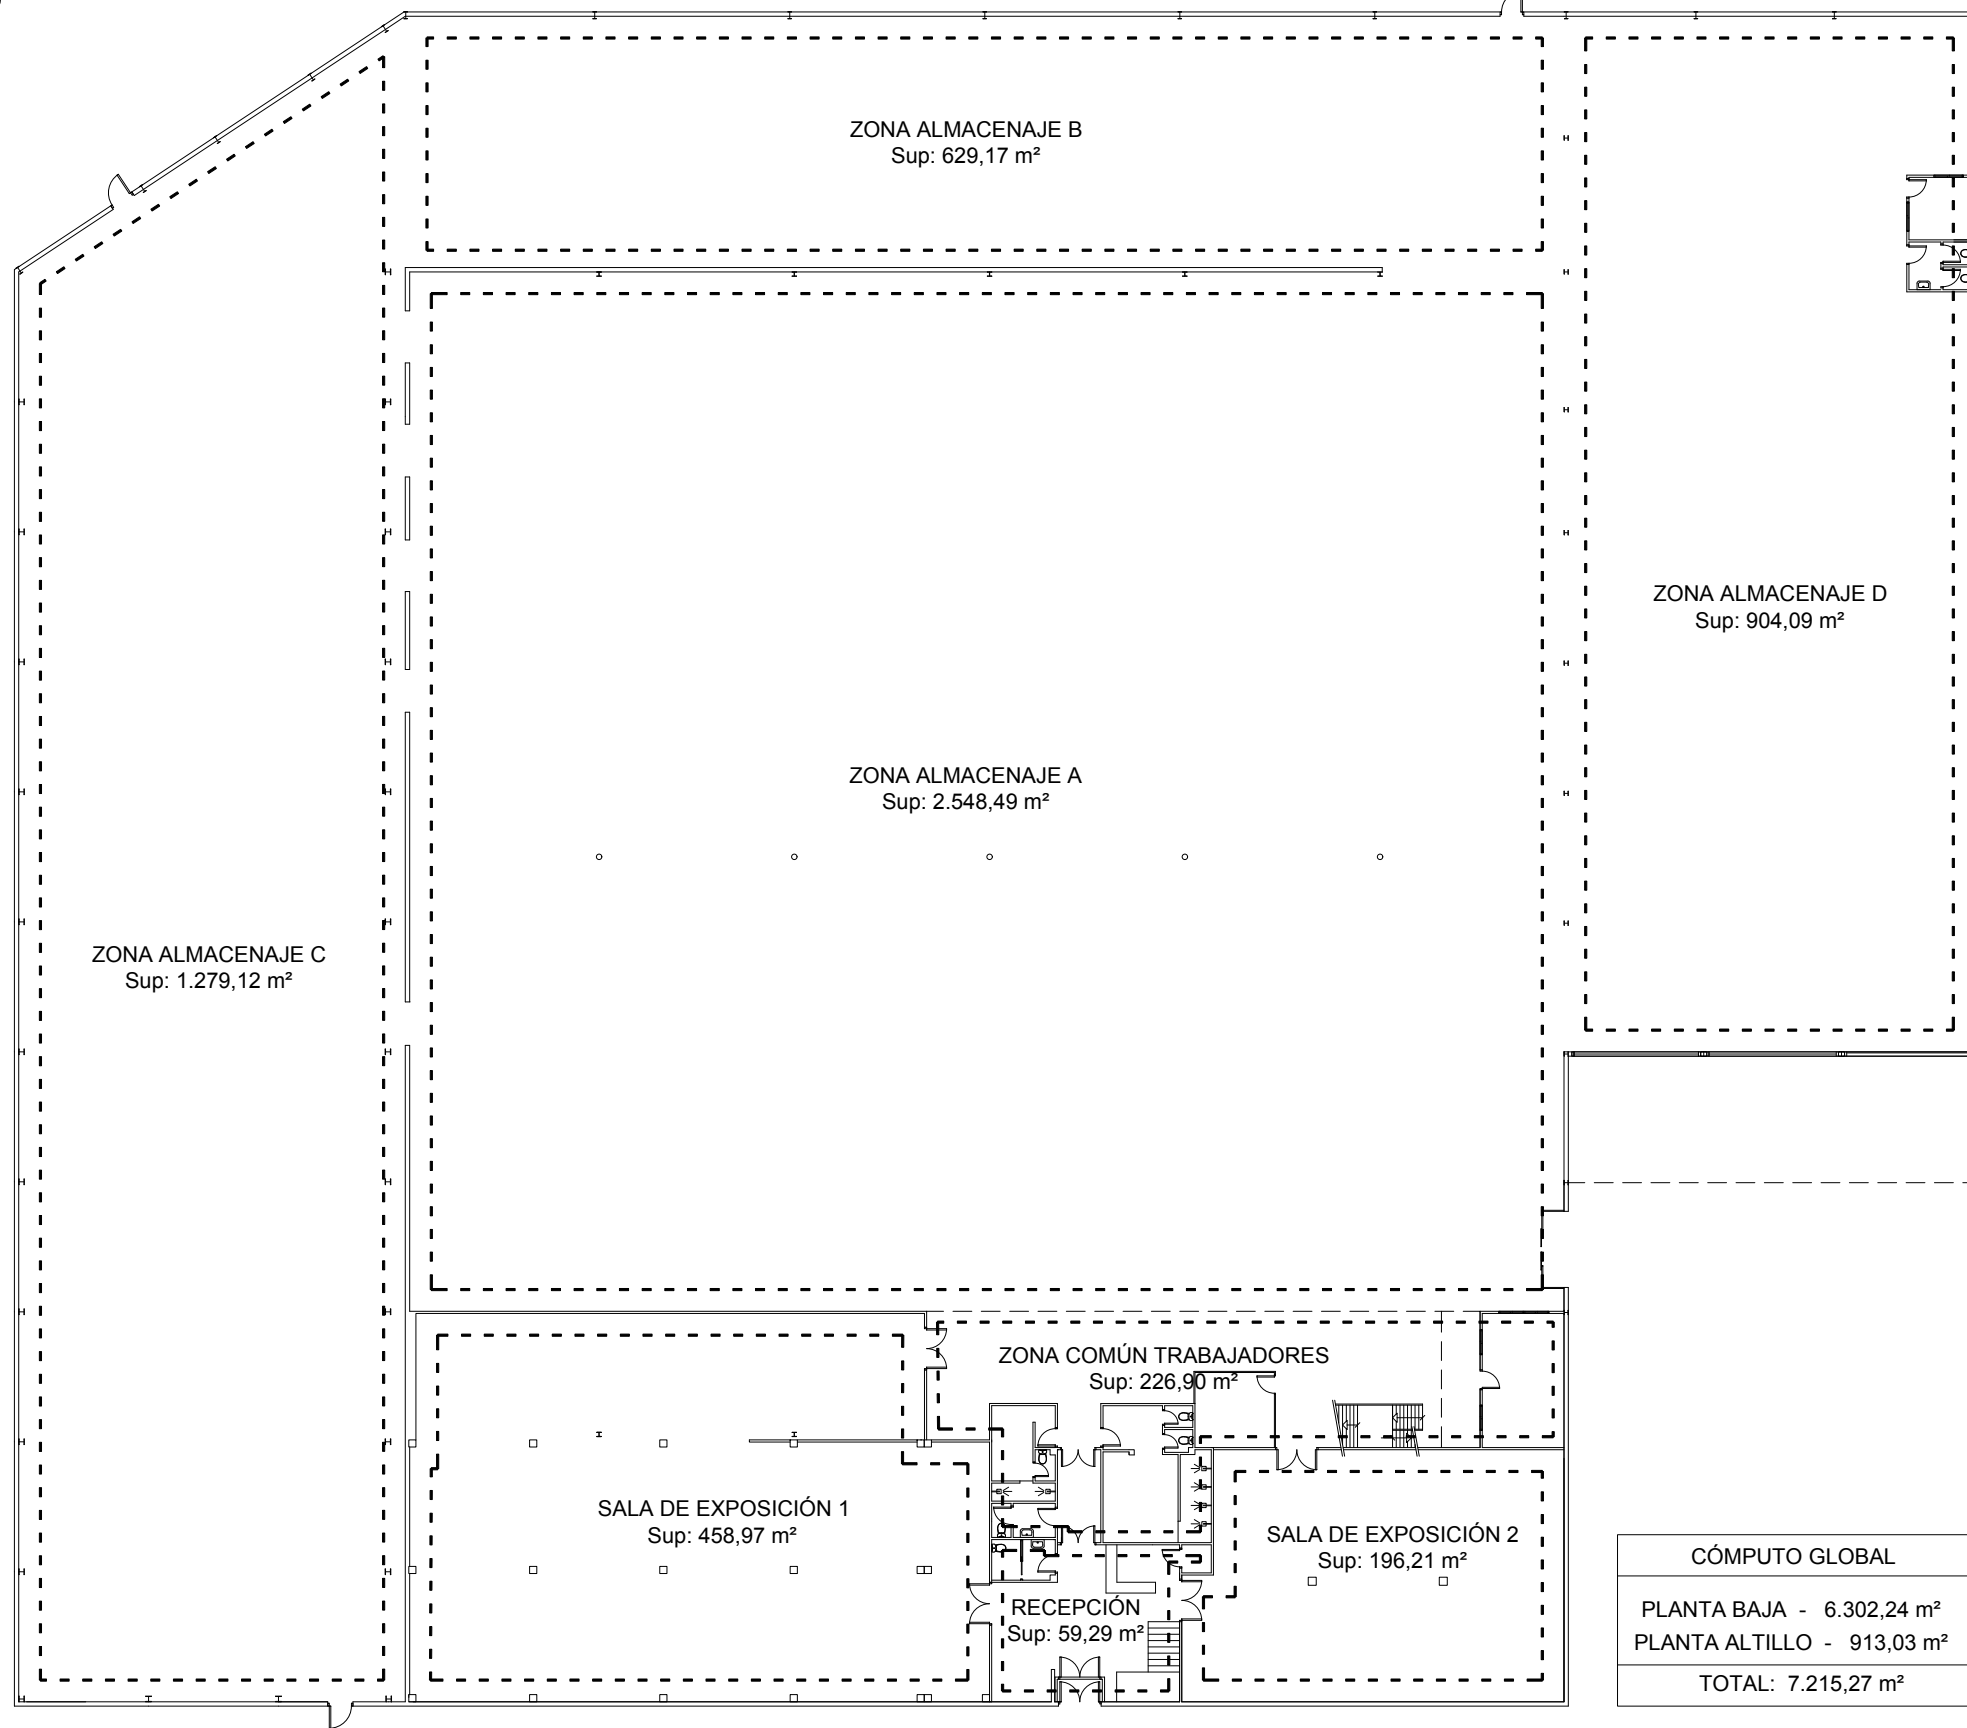 ZONA ALMACENAJE B
Sup: 629,17 m²
ZONA ALMACENAJE D
Sup: 904,09 m²
ZONA ALMACENAJE A
Sup: 2.548,49 m²
ZONA ALMACENAJE C
Sup: 1.279,12 m²
ZONA COMÚN TRABAJADORES
Sup: 226,90 m²
SALA DE EXPOSICIÓN 1
Sup: 458,97 m²
SALA DE EXPOSICIÓN 2
Sup: 196,21 m²
RECEPCIÓN
Sup: 59,29 m²
CÓMPUTO GLOBAL
PLANTA BAJA - 6.302,24 m²
PLANTA ALTILLO - 913,03 m²
TOTAL: 7.215,27 m²